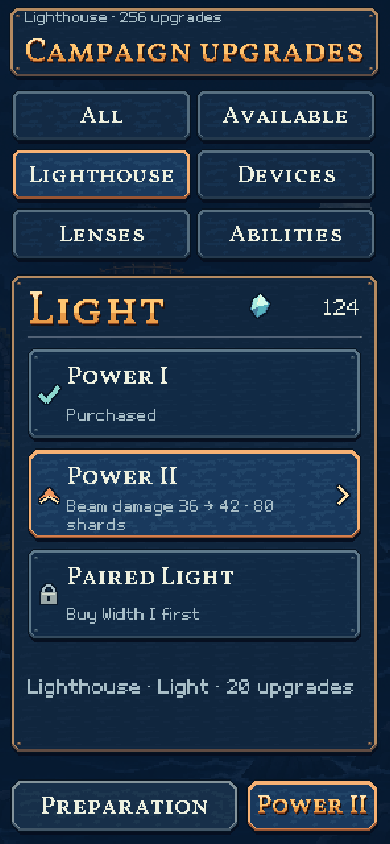 Lighthouse · 256 upgrades
Campaign upgrades
All
Available
Lighthouse
Devices
Lenses
Abilities
Light
124
Power I
Purchased
Power II
Beam damage 36 → 42 · 80
shards
Paired Light
Buy Width I first
Lighthouse · Light · 20 upgrades
Preparation
Power II